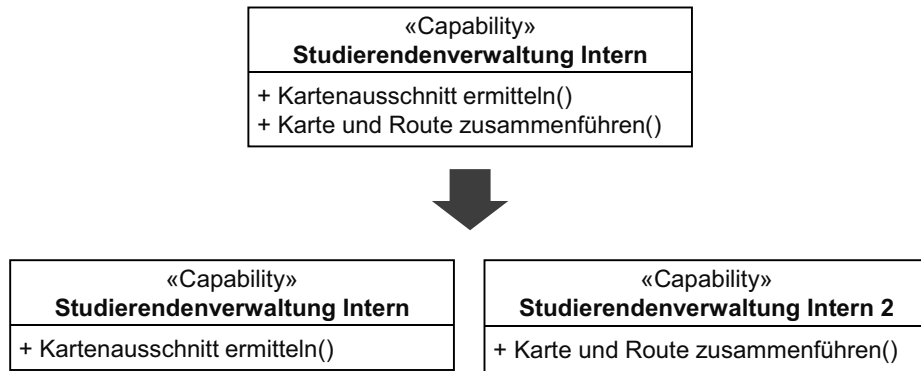 «Capability»
Studierendenverwaltung Intern
+ Kartenausschnitt ermitteln()
+ Karte und Route zusammenführen()
«Capability»
Studierendenverwaltung Intern
+ Kartenausschnitt ermitteln()
«Capability»
Studierendenverwaltung Intern 2
+ Karte und Route zusammenführen()